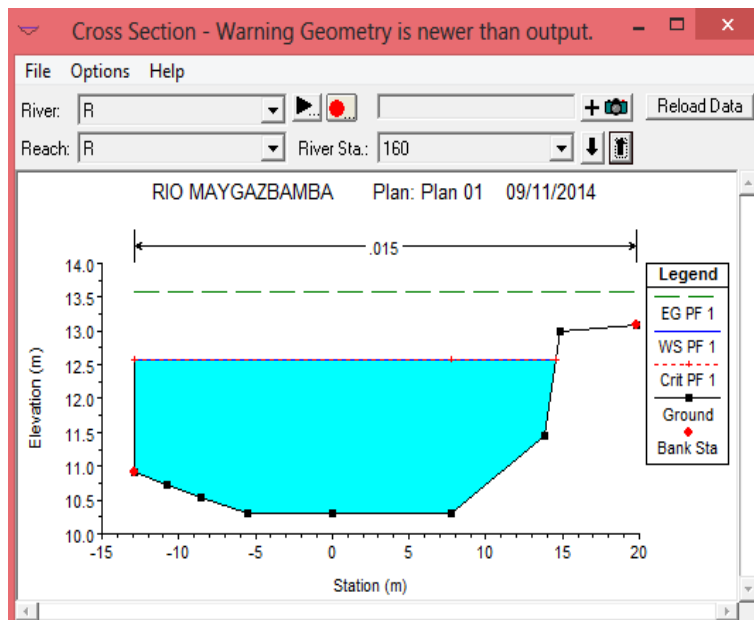 Cross Section - Warning Geometry is newer than output.
File Options Help
River: R
Reload Data
Reach: R River Sta.: 160
RIO MAYGAZBAMBA Plan: Plan 01 09/11/2014
.015
14.0
13.5
13.0
12.5
12.0
11.5
11.0
10.5
10.0
Elevation (m)
-15 -10 -5 0 5 10 15 20
Station (m)
Legend
EG PF 1
WS PF 1
Crit PF 1
Ground
Bank Sta